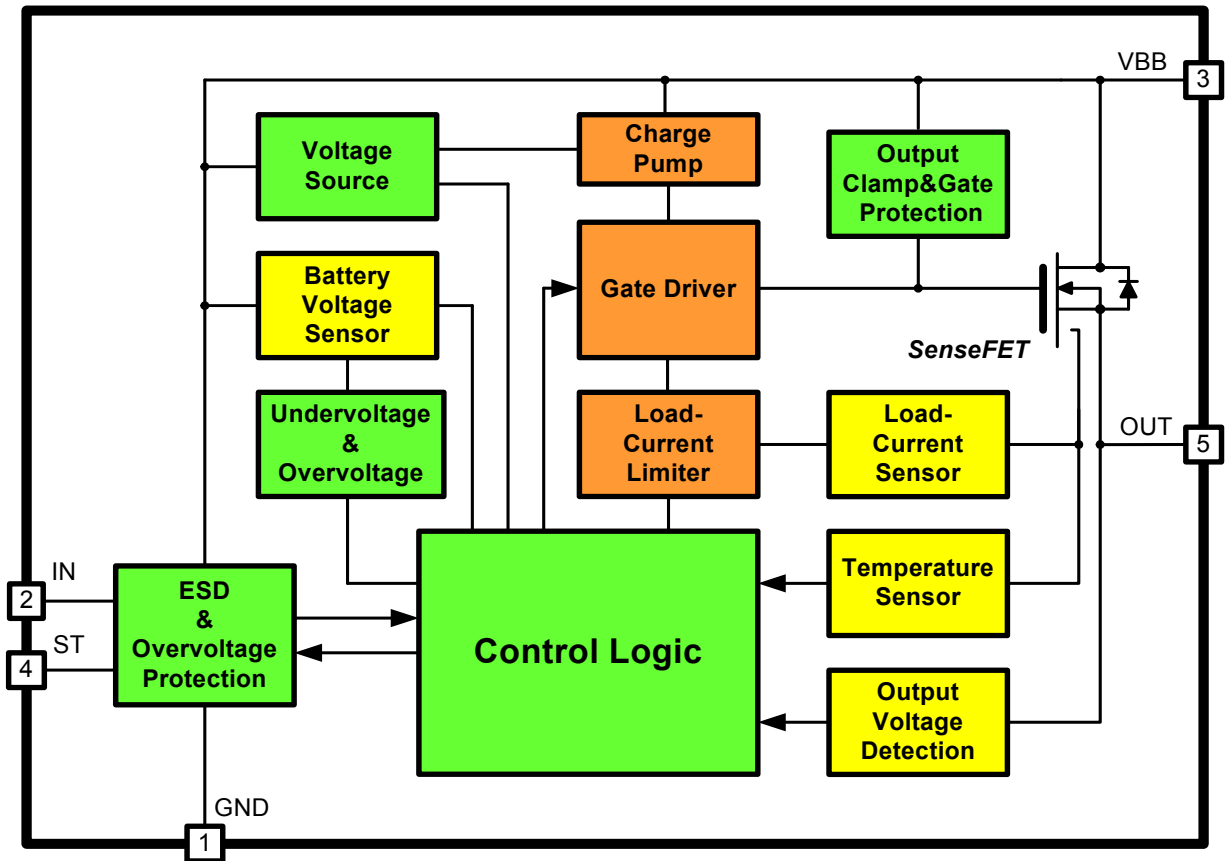 VBB
3
Voltage
Source
Charge
Pump
Output
Clamp&Gate
Protection
Battery
Voltage
Sensor
Gate Driver
SenseFET
Undervoltage
&
Overvoltage
Load-
Current
Limiter
Load-
Current
Sensor
OUT
5
IN
2
ST
4
ESD
&
Overvoltage
Protection
Control Logic
Temperature
Sensor
Output
Voltage
Detection
GND
1